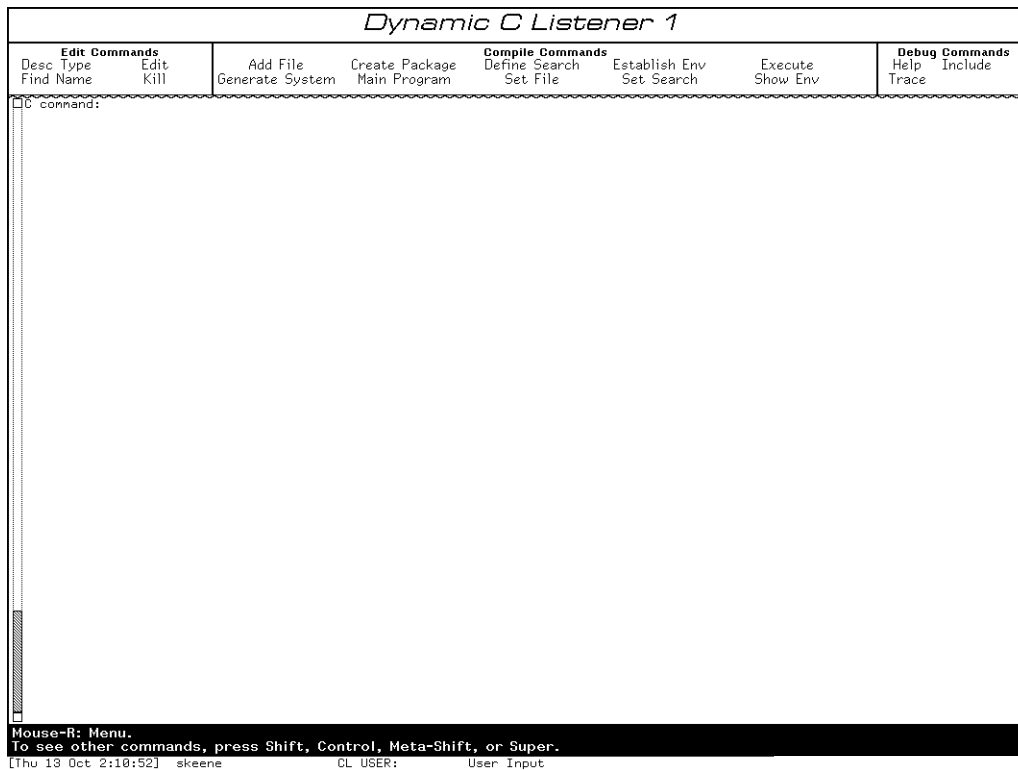 Dynamic C Listener 1
Edit Commands Compile Commands Debug Commands
Desc Type Edit Add File Create Package Define Search Establish Env Execute Help Include
Find Name Kill Generate System Main Program Set File Set Search Show Env Trace
C command:
Mouse-R: Menu.
To see other commands, press Shift, Control, Meta-Shift, or Super.
[Thu 13 Oct 2:10:52] skeene CL USER: User Input